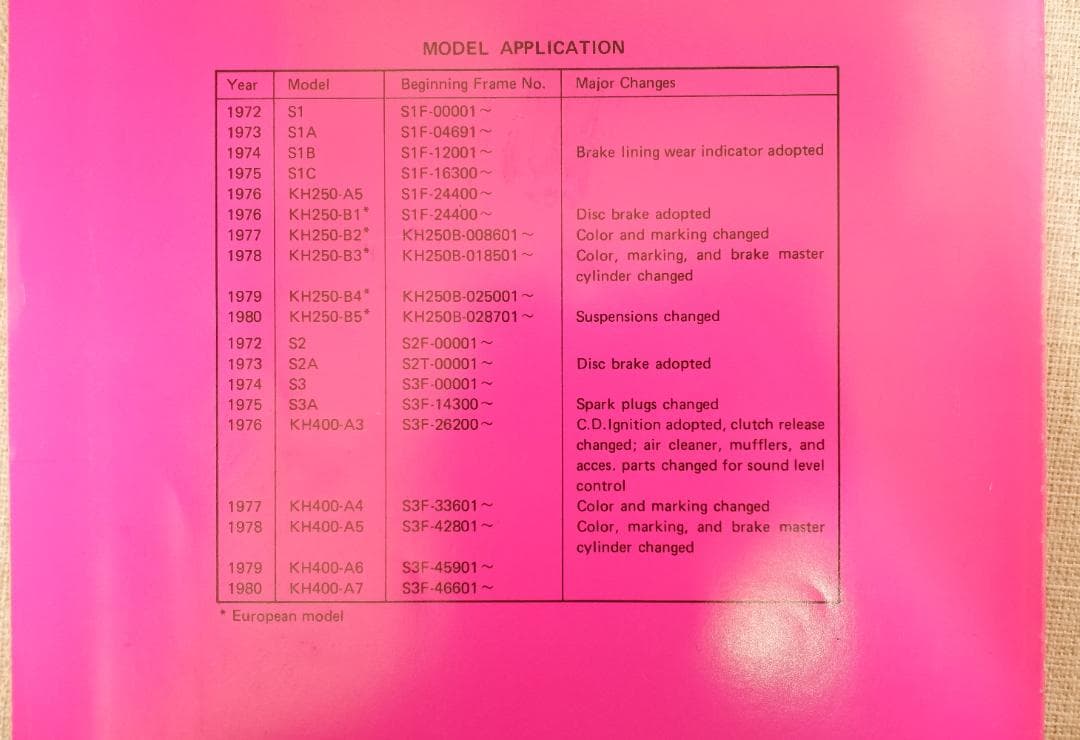 MODEL APPLICATION
Year Model Beginning Frame No. Major Changes
1972 S1 S1F-00001~
1973 S1A S1F-04691~
1974 S1B S1F-12001~ Brake lining wear indicator adopted
1975 S1C S1F-16300~
1976 KH250-A5 S1F-24400~
1976 KH250-B1* S1F-24400~ Disc brake adopted
1977 KH250-B2* KH250B-008601~ Color and marking changed
1978 KH250-B3* KH250B-018501~ Color, marking, and brake master
cylinder changed
1979 KH250-B4* KH250B-025001~
1980 KH250-B5* KH250B-028701~ Suspensions changed
1972 S2 S2F-00001~
1973 S2A S2T-00001~ Disc brake adopted
1974 S3 S3F-00001~
1975 S3A S3F-14300~ Spark plugs changed
1976 KH400-A3 S3F-26200~ C.D.Ignition adopted, clutch release
changed; air cleaner, mufflers, and
acces. parts changed for sound level
control
1977 KH400-A4 S3F-33601~ Color and marking changed
1978 KH400-A5 S3F-42801~ Color, marking, and brake master
cylinder changed
1979 KH400-A6 S3F-45901~
1980 KH400-A7 S3F-46601~
* European model